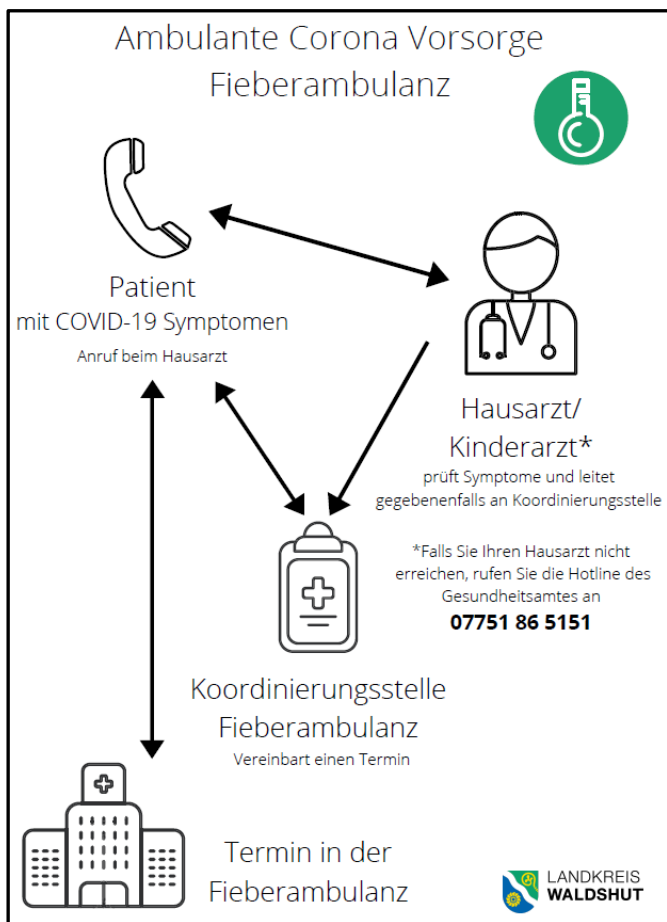 Ambulante Corona Vorsorge
Fieberambulanz
Patient
mit COVID-19 Symptomen
Anruf beim Hausarzt
Hausarzt/
Kinderarzt*
prüft Symptome und leitet
gegebenenfalls an Koordinierungsstelle
*Falls Sie Ihren Hausarzt nicht
erreichen, rufen Sie die Hotline des
Gesundheitsamtes an
07751 86 5151
Koordinierungsstelle
Fieberambulanz
Vereinbart einen Termin
Termin in der
Fieberambulanz
LANDKREIS
WALDSHUT